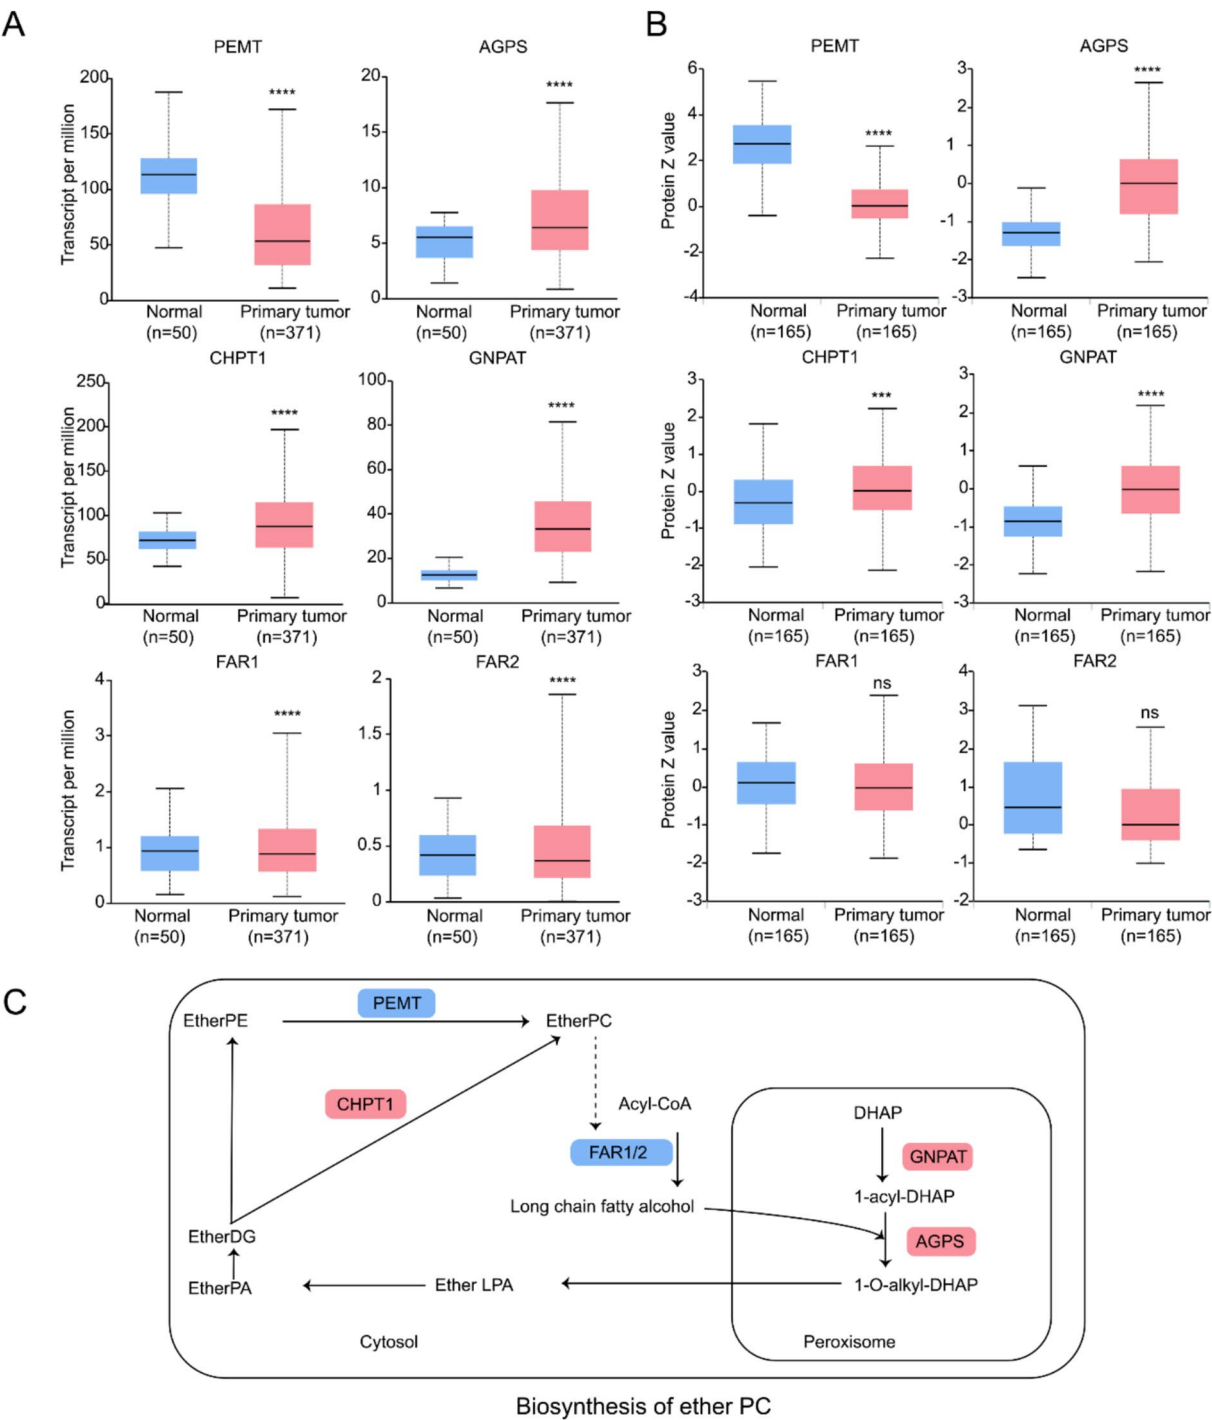 A
B
PEMT
AGPS
PEMT
AGPS
Transcript per million
200
150
100
50
0
****
Normal
(n=50)
Primary tumor
(n=371)
20
15
10
5
0
****
Normal
(n=50)
Primary tumor
(n=371)
Protein Z value
6
4
2
0
-2
-4
****
Normal
(n=165)
Primary tumor
(n=165)
3
2
1
0
-1
-2
-3
****
Normal
(n=165)
Primary tumor
(n=165)
CHPT1
GNPAT
CHPT1
GNPAT
Transcript per million
250
200
150
100
50
0
****
Normal
(n=50)
Primary tumor
(n=371)
100
80
60
40
20
0
****
Normal
(n=50)
Primary tumor
(n=371)
Protein Z value
3
2
1
0
-1
-2
-3
***
Normal
(n=165)
Primary tumor
(n=165)
3
2
1
0
-1
-2
-3
****
Normal
(n=165)
Primary tumor
(n=165)
FAR1
FAR2
FAR1
FAR2
Transcript per million
4
3
2
1
0
****
Normal
(n=50)
Primary tumor
(n=371)
2
1.5
1
0.5
0
****
Normal
(n=50)
Primary tumor
(n=371)
Protein Z value
3
2
1
0
-1
-2
-3
ns
Normal
(n=165)
Primary tumor
(n=165)
4
3
2
1
0
-1
-2
ns
Normal
(n=165)
Primary tumor
(n=165)
C
EtherPE
PEMT
EtherPC
CHPT1
Acyl-CoA
FAR1/2
Long chain fatty alcohol
DHAP
GNPAT
1-acyl-DHAP
AGPS
1-O-alkyl-DHAP
EtherDG
EtherPA
Ether LPA
Cytosol
Peroxisome
Biosynthesis of ether PC